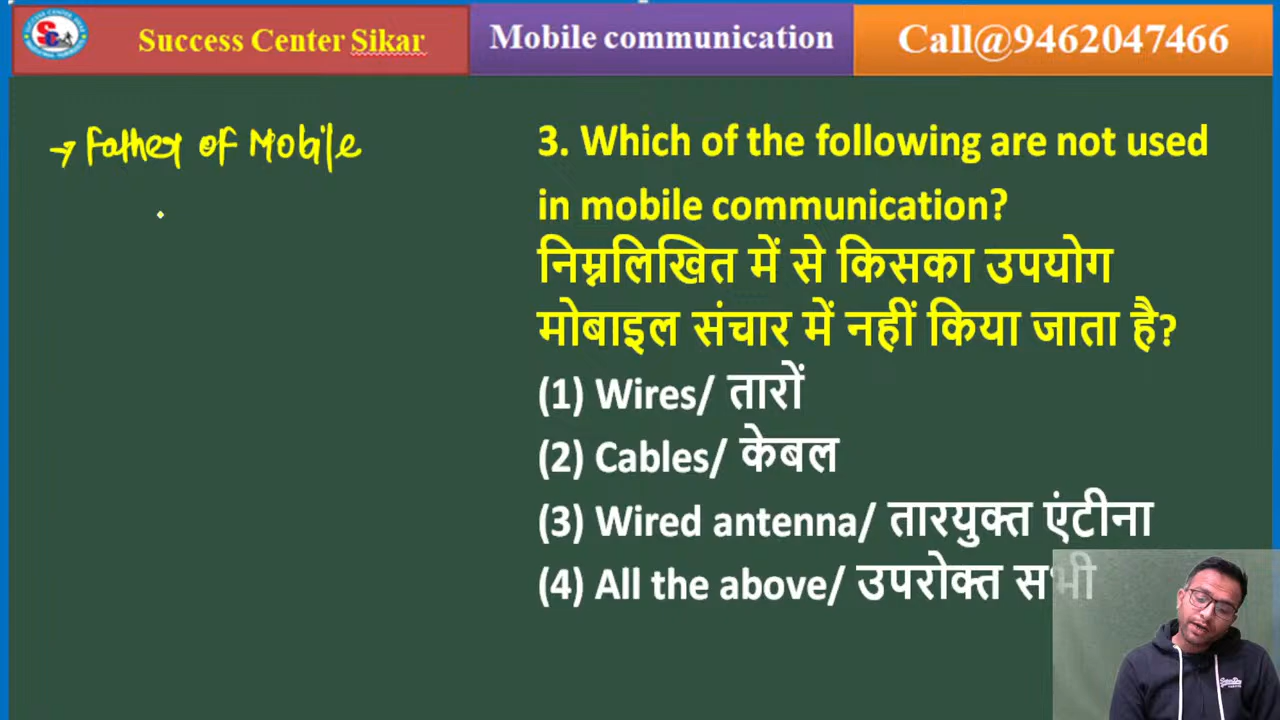 Success Center Sikar
Mobile communication
Call@9462047466
→ Father of Mobile
3. Which of the following are not used
in mobile communication?
निम्नलिखित में से किसका उपयोग
मोबाइल संचार में नहीं किया जाता है?
(1) Wires/ तारों
(2) Cables/ केबल
(3) Wired antenna/ तारयुक्त एंटीना
(4) All the above/ उपरोक्त सभी